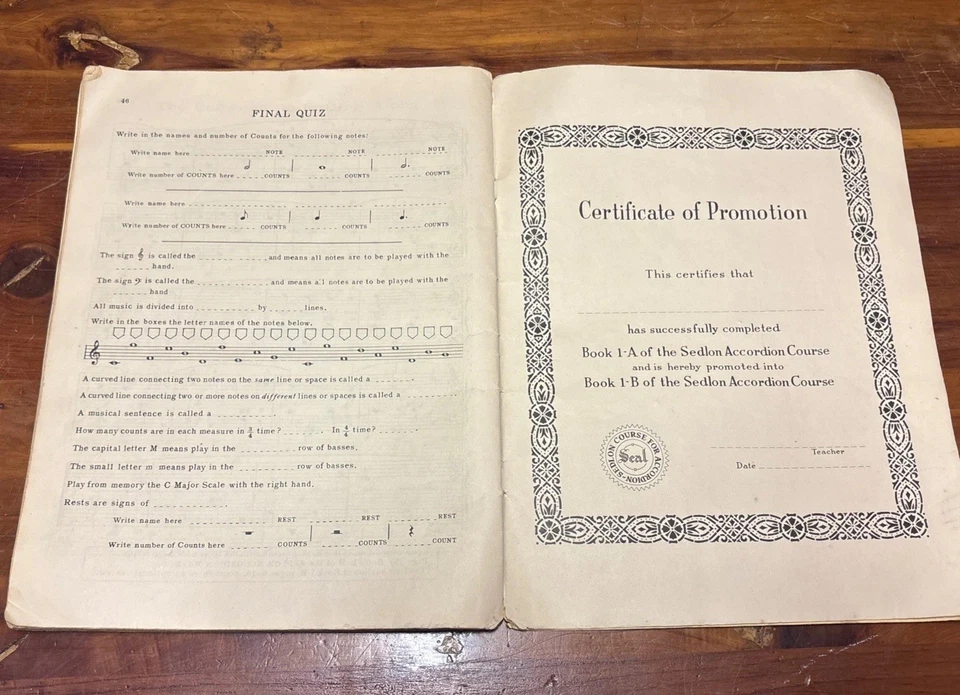 46
FINAL QUIZ
Write in the names and number of Counts for the following notes:
Write name here _ _ _ _ _ _ _ _ _ _ _ NOTE _ _ _ _ _ _ _ _ _ _ _ NOTE _ _ _ _ _ _ _ _ _ _ _ NOTE
Write number of COUNTS here _ _ _ _ _ COUNTS _ _ _ _ _ COUNTS _ _ _ _ _ COUNTS
Write name here _ _ _ _ _ _ _ _ _ _ _
Write number of COUNTS here _ _ _ _ _ COUNTS _ _ _ _ _ COUNTS _ _ _ _ _ COUNTS
The sign 𝄞 is called the _ _ _ _ _ _ _ _ _ _ _ and means all notes are to be played with the
_ _ _ _ _ _ hand.
The sign 𝄢 is called the _ _ _ _ _ _ _ _ _ _ _ and means all notes are to be played with the
_ _ _ _ _ _ hand
All music is divided into _ _ _ _ _ _ _ _ _ by _ _ _ _ _ lines.
Write in the boxes the letter names of the notes below.
A curved line connecting two notes on the same line or space is called a _ _ _ _ _ _.
A curved line connecting two or more notes on different lines or spaces is called a _ _ _ _ _ _ _ _.
A musical sentence is called a _ _ _ _ _ _ _ _ _.
How many counts are in each measure in 3/4 time? _ _ _ _ _ _. In 4/4 time? _ _ _ _ _ _.
The capital letter M means play in the _ _ _ _ _ _ _ _ row of basses.
The small letter m means play in the _ _ _ _ _ _ _ _ row of basses.
Play from memory the C Major Scale with the right hand.
Rests are signs of _ _ _ _ _ _ _ _ _ _ _.
Write name here _ _ _ _ _ _ _ _ _ _ _ REST _ _ _ _ _ _ _ _ _ REST _ _ _ _ _ _ _ _ _ REST
Write number of Counts here _ _ _ _ _ _ COUNTS _ _ _ _ _ COUNTS _ _ _ _ _ COUNT
Certificate of Promotion
This certifies that
has successfully completed
Book 1-A of the Sedlon Accordion Course
and is hereby promoted into
Book 1-B of the Sedlon Accordion Course
SEDLON COURSE FOR ACCORDION
Seal
Teacher
Date _ _ _ _ _ _ _ _ _ _ _ _ _ _ _